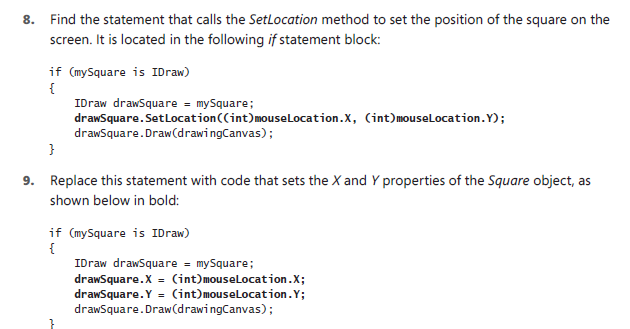 8. Find the statement that calls the SetLocation method to set the position of the square on the
screen. It is located in the following if statement block:
if (mySquare is IDraw)
{
IDraw drawSquare = mySquare;
drawSquare.SetLocation((int)mouseLocation.X, (int)mouseLocation.Y);
drawSquare.Draw(drawingCanvas);
}
9. Replace this statement with code that sets the X and Y properties of the Square object, as
shown below in bold:
if (mySquare is IDraw)
{
IDraw drawSquare = mySquare;
drawSquare.X = (int)mouseLocation.X;
drawSquare.Y = (int)mouseLocation.Y;
drawSquare.Draw(drawingCanvas);
}